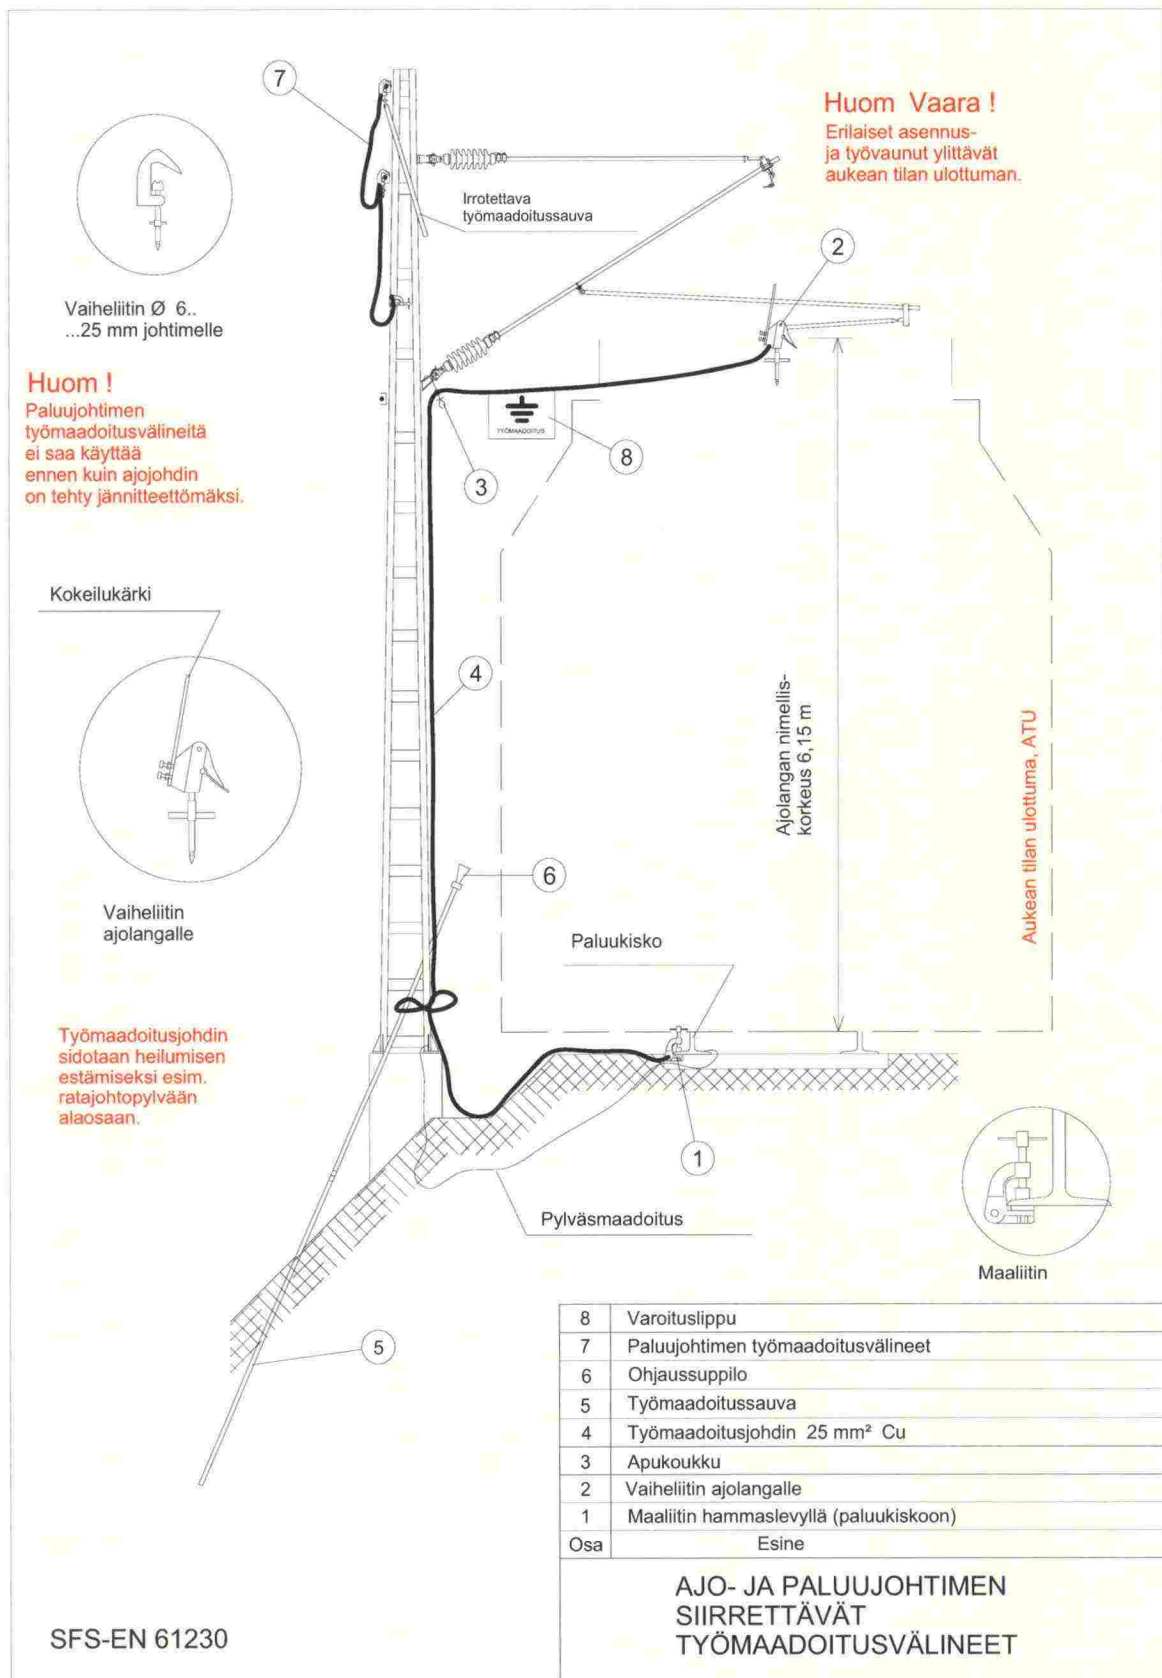 7
Huom Vaara !
Erilaiset asennus-
ja työvaunut ylittävät
aukean tilan ulottuman.
Irrotettava
työmaadoitussauva
2
Vaiheliitin Ø 6..
...25 mm johtimelle
Huom !
Paluujohtimen
työmaadoitusvälineitä
ei saa käyttää
ennen kuin ajojohdin
on tehty jännitteettömäksi.
TYÖMAADOITUS
8
3
Kokeilukärki
4
Ajolangan nimellis-
korkeus 6,15 m
Aukean tilan ulottuma, ATU
6
Vaiheliitin
ajolangalle
Paluukisko
Työmaadoitusjohdin
sidotaan heilumisen
estämiseksi esim.
ratajohtopylvään
alaosaan.
1
Pylväsmaadoitus
Maaliitin
5
8 Varoituslippu
7 Paluujohtimen työmaadoitusvälineet
6 Ohjaussuppilo
5 Työmaadoitussauva
4 Työmaadoitusjohdin 25 mm² Cu
3 Apukoukku
2 Vaiheliitin ajolangalle
1 Maaliitin hammaslevyllä (paluukiskoon)
Osa Esine
AJO- JA PALUUJOHTIMEN
SIIRRETTÄVÄT
TYÖMAADOITUSVÄLINEET
SFS-EN 61230